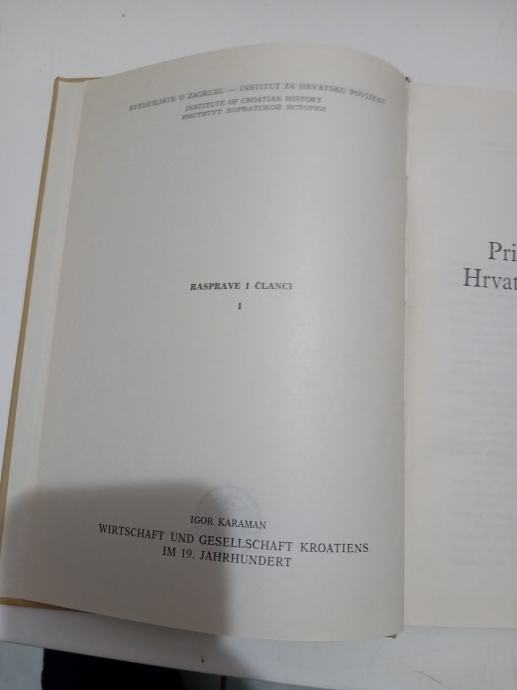 SVEUČILIŠTE U ZAGREBU — INSTITUT ZA HRVATSKU POVIJEST
INSTITUTE OF CROATIAN HISTORY
ИНСТИТУТ ХОРВАТСКОЙ ИСТОРИИ
RASPRAVE I ČLANCI
1
IGOR KARAMAN
WIRTSCHAFT UND GESELLSCHAFT KROATIENS
IM 19. JAHRHUNDERT
Pri
Hrvat